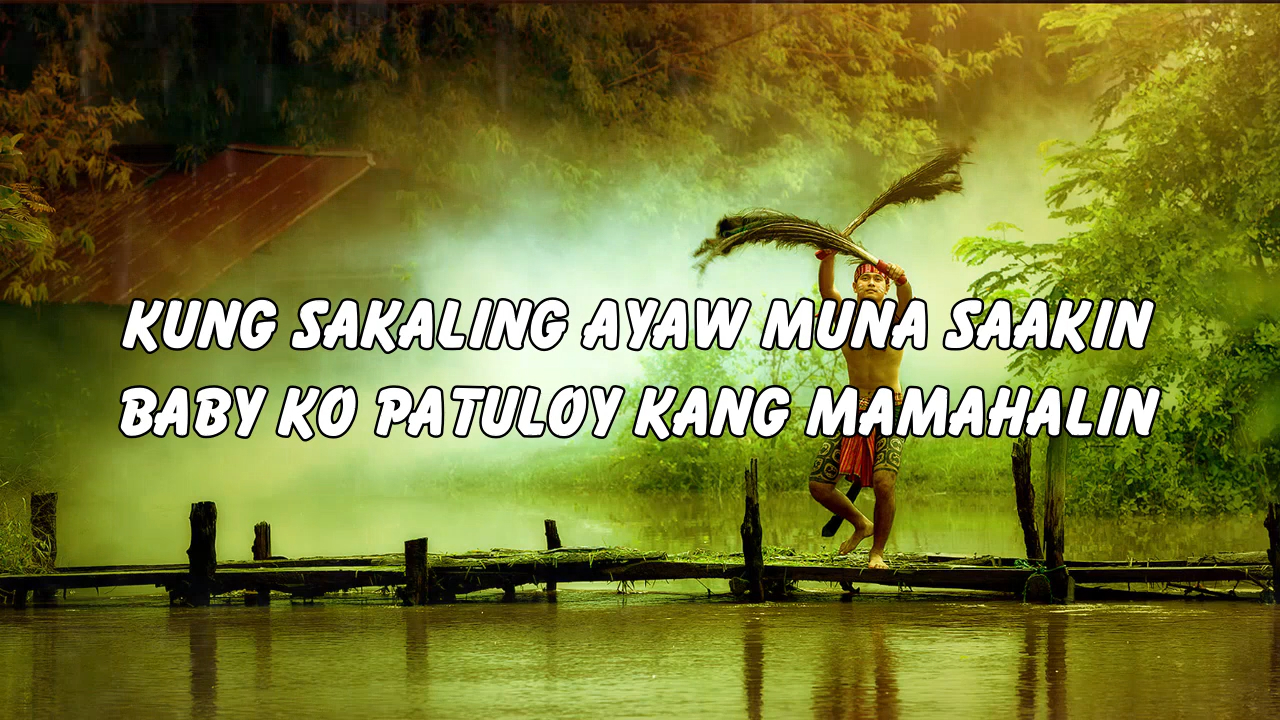 KUNG SAKALING AYAW MUNA SAAKIN
BABY KO PATULOY KANG MAMAHALIN